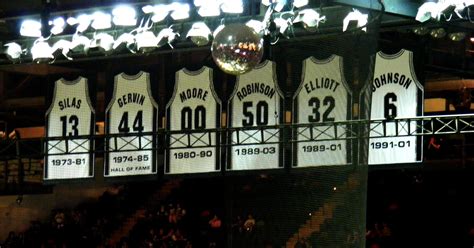 SILAS
13
1973-81
GERVIN
44
1974-85
HALL OF FAME
MOORE
00
1980-90
ROBINSON
50
1989-03
ELLIOTT
32
1989-01
JOHNSON
6
1991-01